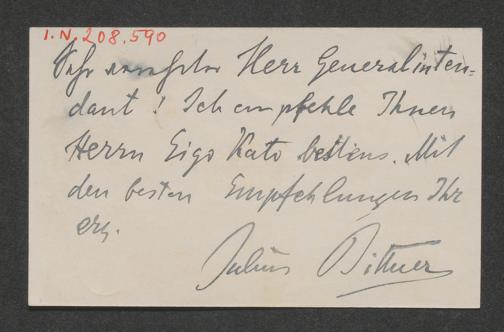 I.N. 208.590
Sehr verehrter Herr Generalinten=
dant! Ich empfehle Ihnen
Herrn Eigo Kato bestens. Mit
den besten Empfehlungen Ihr
erg.
Julius Bittner